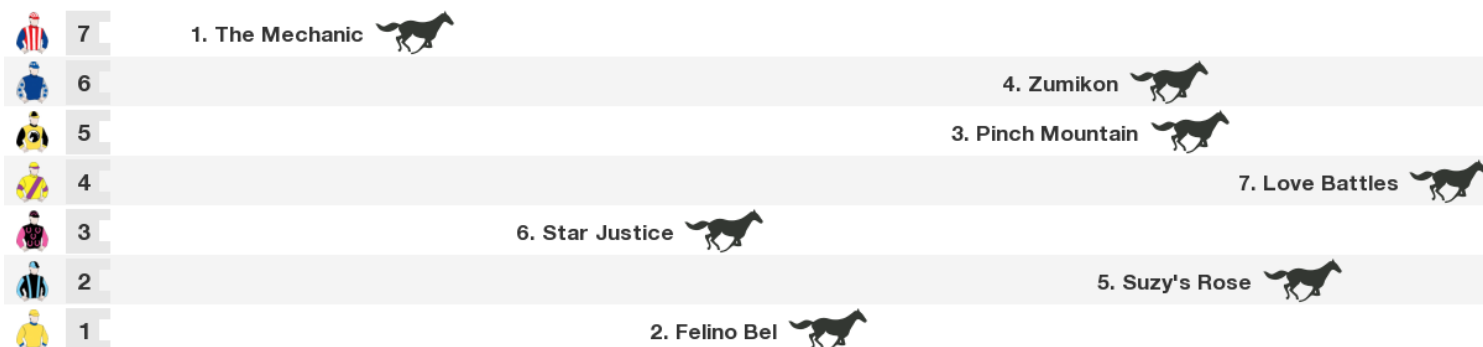 7 1. The Mechanic
6 4. Zumikon
5 3. Pinch Mountain
4 7. Love Battles
3 6. Star Justice
2 5. Suzy's Rose
1 2. Felino Bel